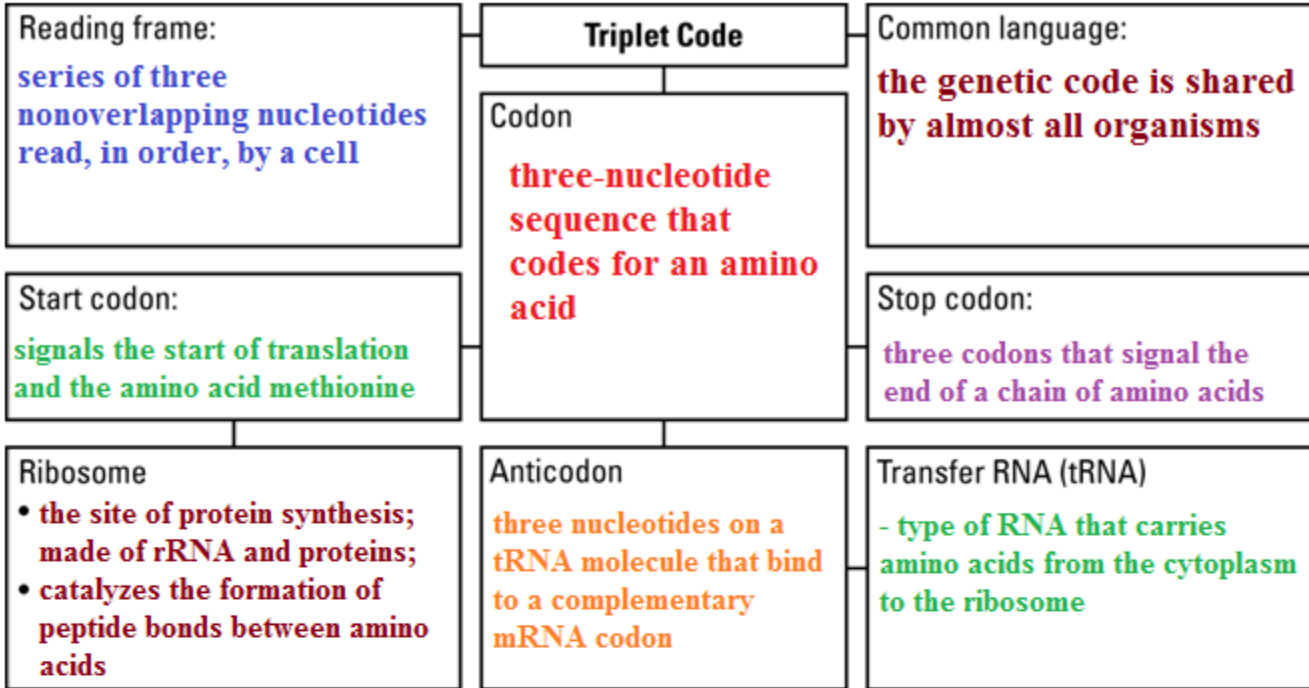 Reading frame:
series of three
nonoverlapping nucleotides
read, in order, by a cell
Triplet Code
Common language:
the genetic code is shared
by almost all organisms
Codon
three-nucleotide
sequence that
codes for an amino
acid
Start codon:
signals the start of translation
and the amino acid methionine
Stop codon:
three codons that signal the
end of a chain of amino acids
Ribosome
• the site of protein synthesis;
made of rRNA and proteins;
• catalyzes the formation of
peptide bonds between amino
acids
Anticodon
three nucleotides on a
tRNA molecule that bind
to a complementary
mRNA codon
Transfer RNA (tRNA)
- type of RNA that carries
amino acids from the cytoplasm
to the ribosome